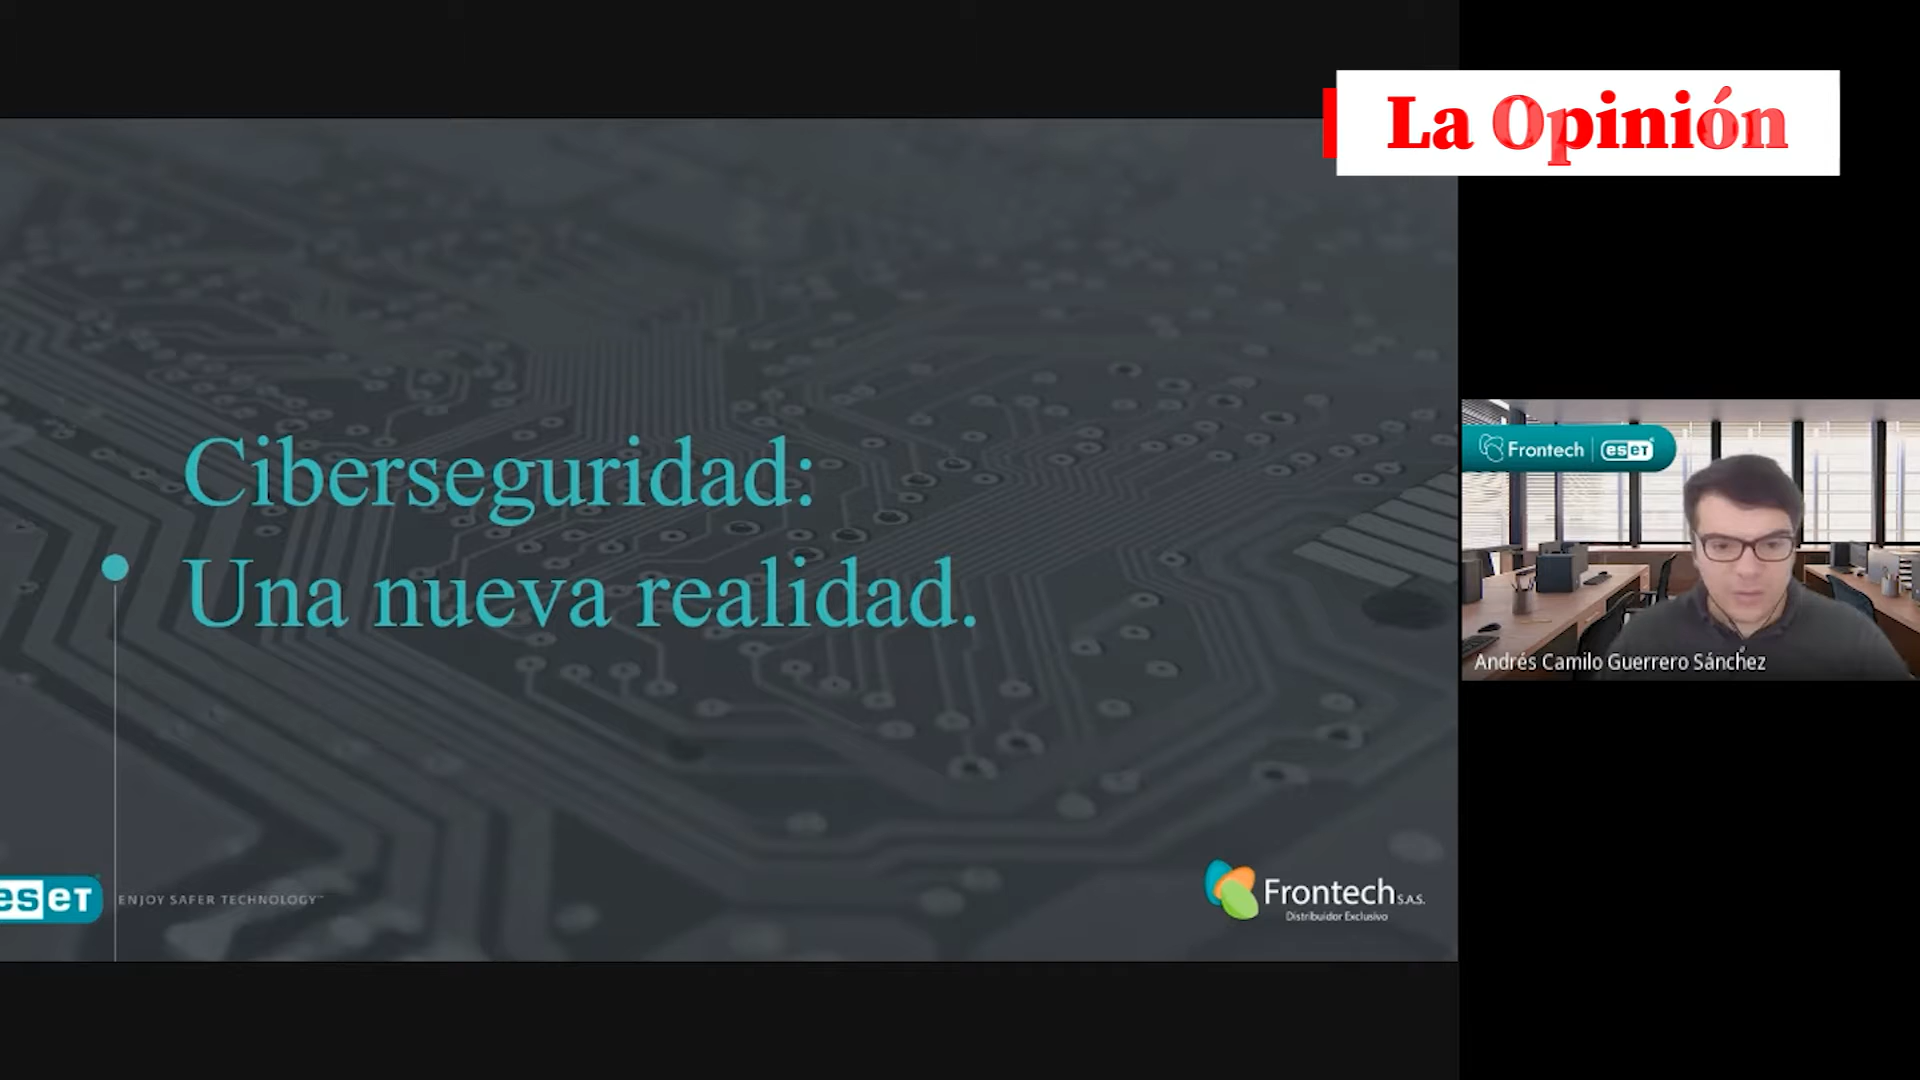 La Opinión
Ciberseguridad:
Una nueva realidad.
Frontech eseT
Andrés Camilo Guerrero Sánchez
eseT ENJOY SAFER TECHNOLOGY™
Frontech S.A.S.
Distribuidor Exclusivo